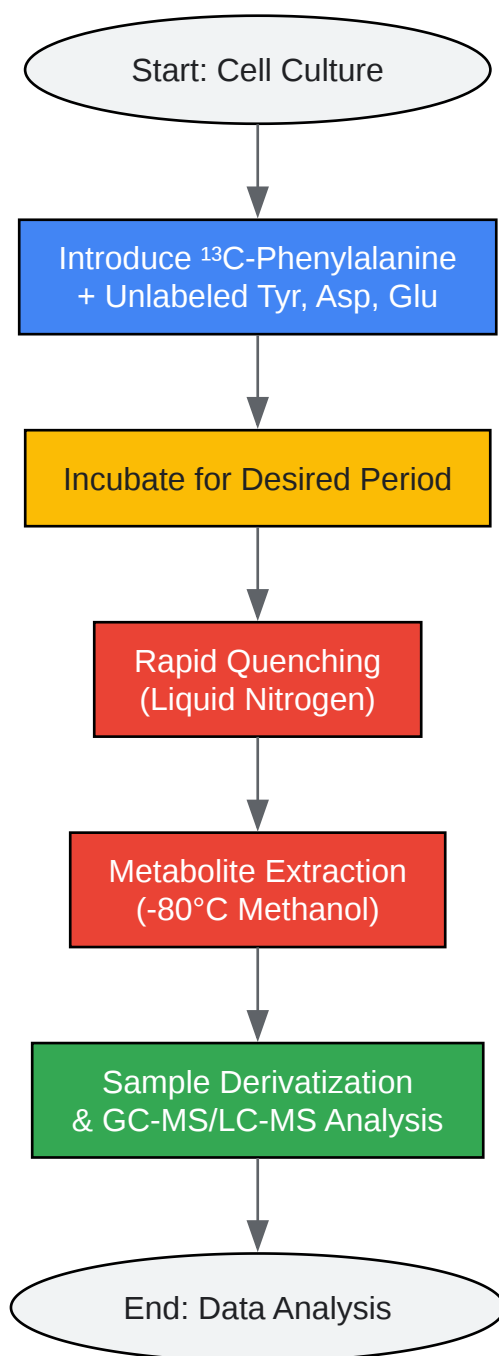 Start: Cell Culture
Introduce ¹³C-Phenylalanine
+ Unlabeled Tyr, Asp, Glu
Incubate for Desired Period
Rapid Quenching
(Liquid Nitrogen)
Metabolite Extraction
(-80°C Methanol)
Sample Derivatization
& GC-MS/LC-MS Analysis
End: Data Analysis